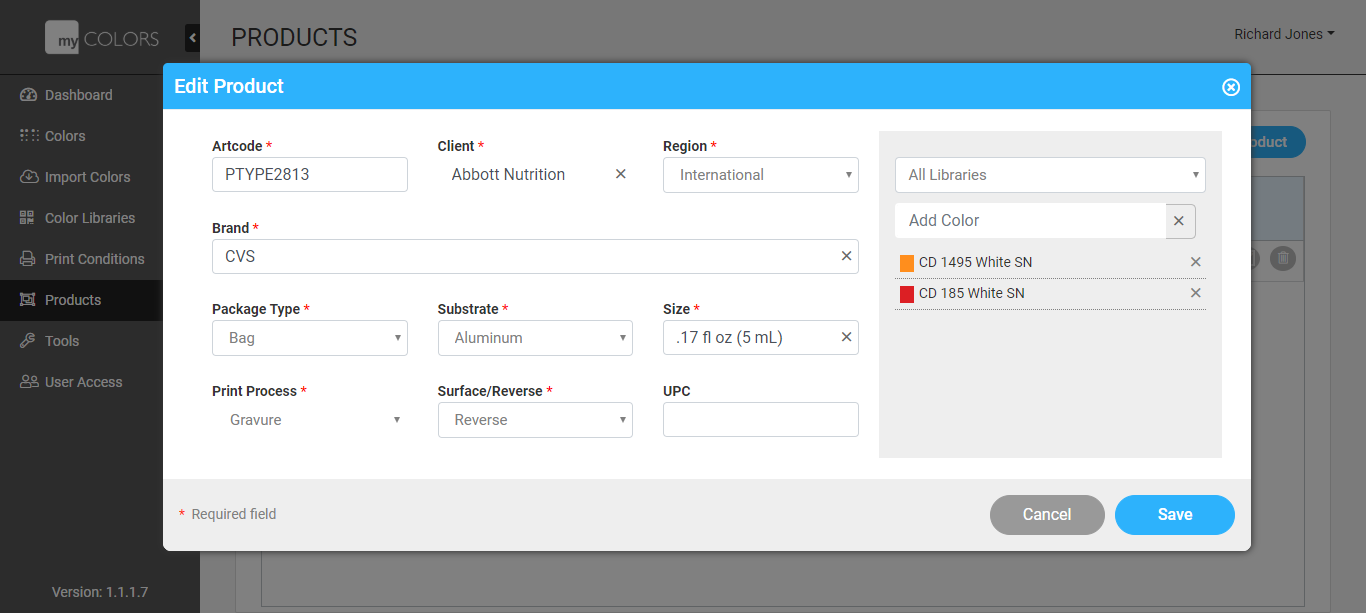 my COLORS
PRODUCTS
Richard Jones
Dashboard
Colors
Import Colors
Color Libraries
Print Conditions
Products
Tools
User Access
Version: 1.1.1.7
Edit Product
Artcode *
PTYPE2813
Client *
Abbott Nutrition
Region *
International
Brand *
CVS
Package Type *
Bag
Substrate *
Aluminum
Size *
.17 fl oz (5 mL)
Print Process *
Gravure
Surface/Reverse *
Reverse
UPC
All Libraries
Add Color
CD 1495 White SN
CD 185 White SN
* Required field
Cancel
Save